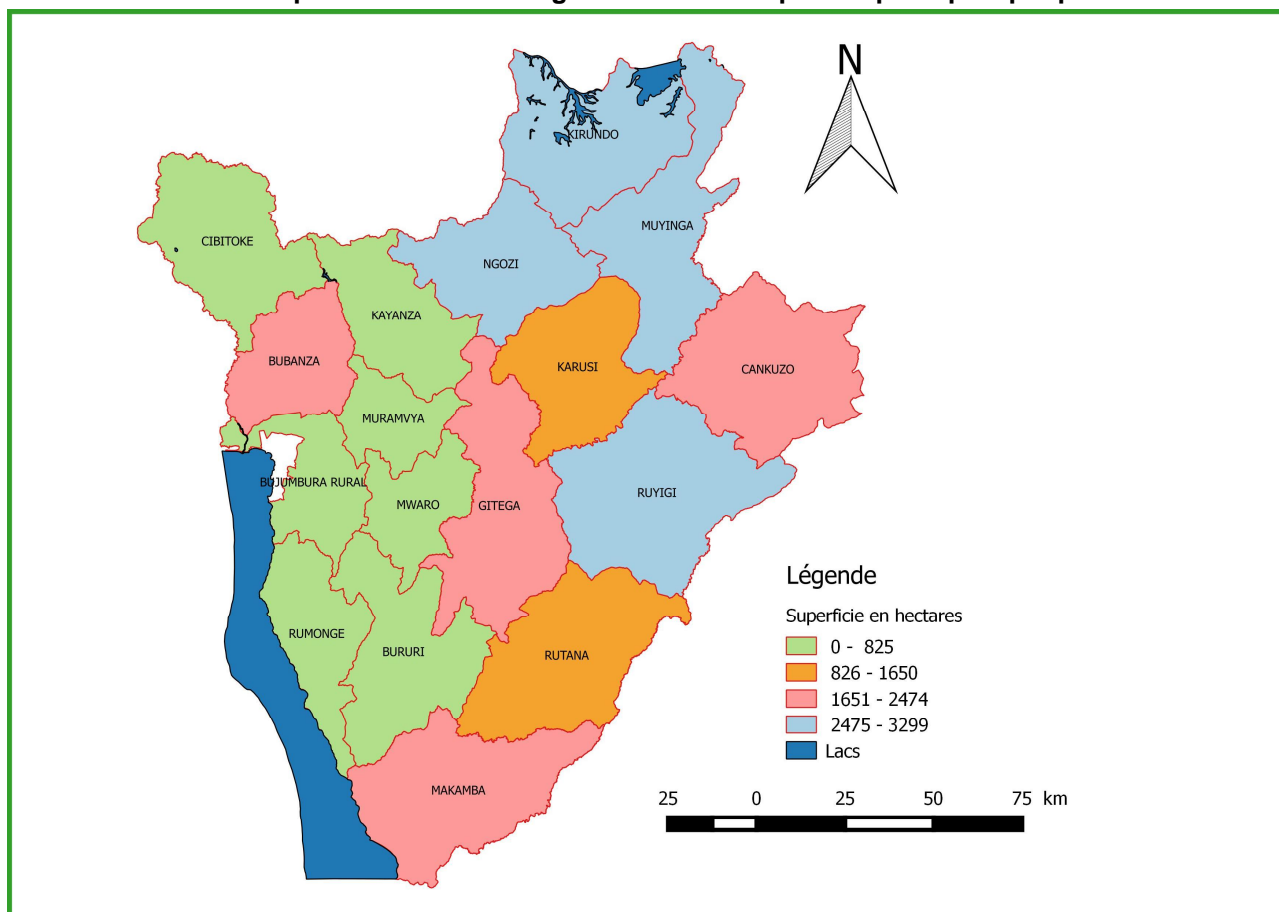 N
KIRUNDO
MUYINGA
CIBITOKE
NGOZI
KAYANZA
BUBANZA
KARUSI
CANKUZO
MURAMVYA
BUJUMBURA RURAL
RUYIGI
MWARO
GITEGA
RUMONGE
BURURI
RUTANA
MAKAMBA
Légende
Superficie en hectares
0 - 825
826 - 1650
1651 - 2474
2475 - 3299
Lacs
25 0 25 50 75 km